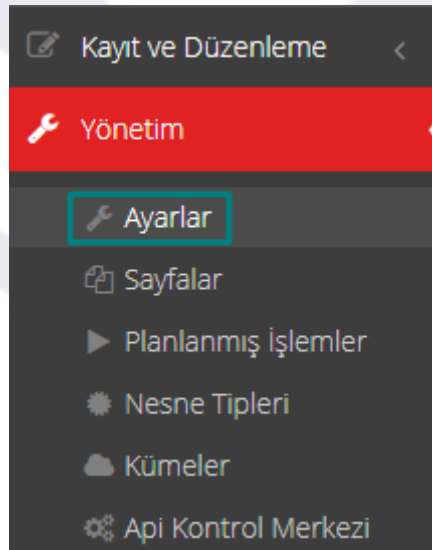 Kayıt ve Düzenleme
Yönetim
Ayarlar
Sayfalar
Planlanmış İşlemler
Nesne Tipleri
Kümeler
Api Kontrol Merkezi